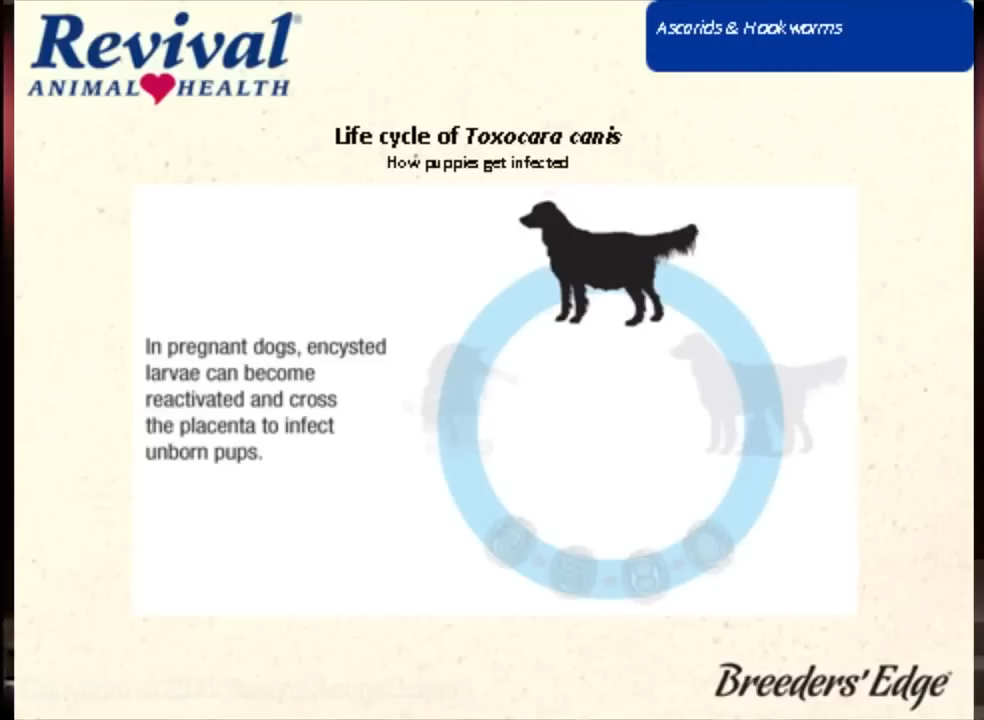 Revival
ANIMAL HEALTH
Ascarids & Hookworms
Life cycle of Toxocara canis
How puppies get infected
In pregnant dogs, encysted
larvae can become
reactivated and cross
the placenta to infect
unborn pups.
Breeders' Edge